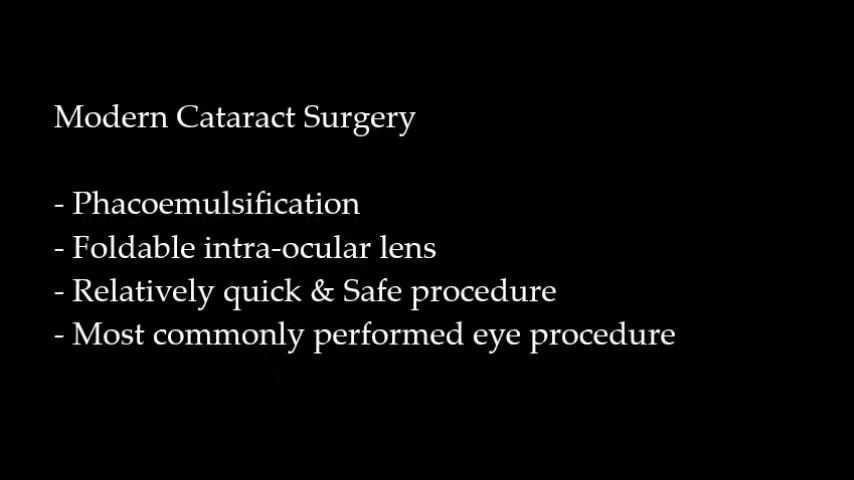 Modern Cataract Surgery
- Phacoemulsification
- Foldable intra-ocular lens
- Relatively quick & Safe procedure
- Most commonly performed eye procedure